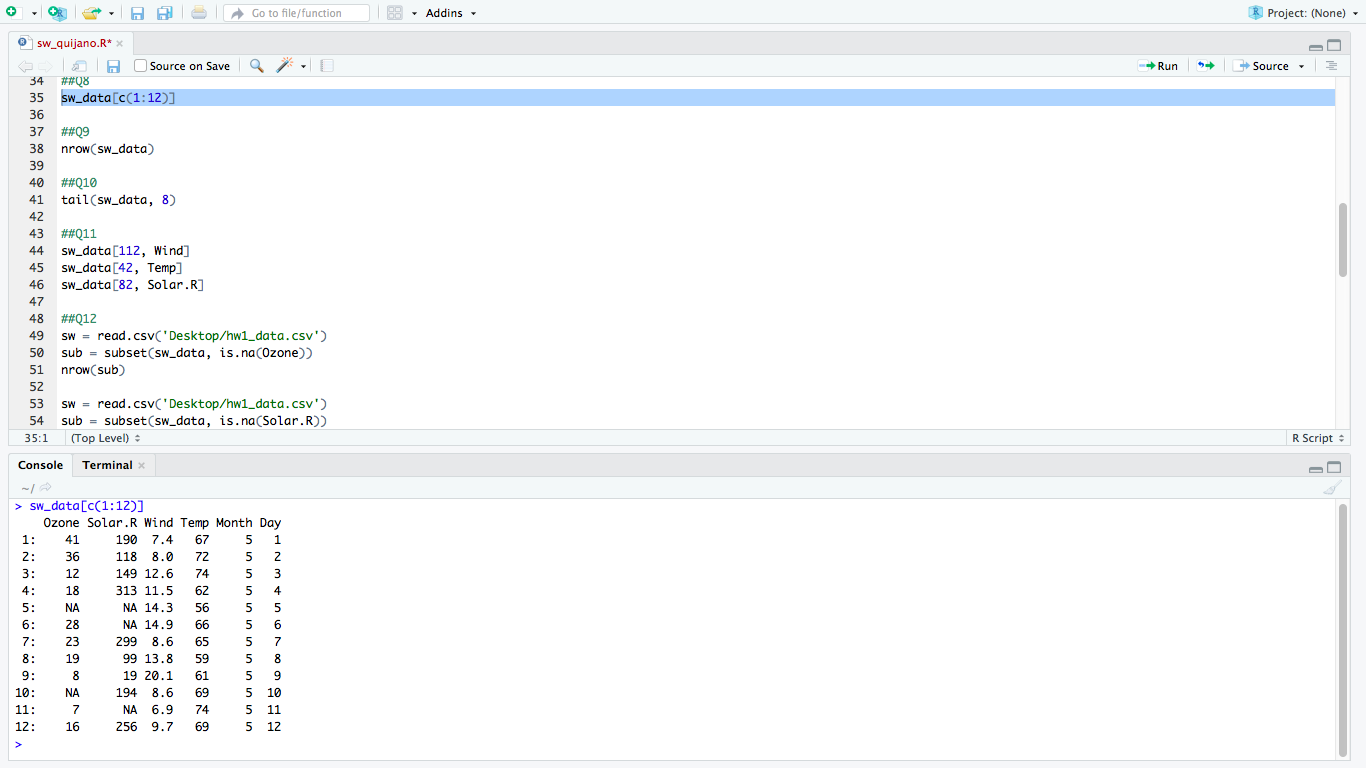 Go to file/function
Addins
Project: (None)
sw_quijano.R*
Source on Save
Run
Source
34 ##Q8
35 sw_data[c(1:12)]
36
37 ##Q9
38 nrow(sw_data)
39
40 ##Q10
41 tail(sw_data, 8)
42
43 ##Q11
44 sw_data[112, Wind]
45 sw_data[42, Temp]
46 sw_data[82, Solar.R]
47
48 ##Q12
49 sw = read.csv('Desktop/hw1_data.csv')
50 sub = subset(sw_data, is.na(Ozone))
51 nrow(sub)
52
53 sw = read.csv('Desktop/hw1_data.csv')
54 sub = subset(sw_data, is.na(Solar.R))
35:1 (Top Level) R Script
Console Terminal
~/
> sw_data[c(1:12)]
Ozone Solar.R Wind Temp Month Day
1: 41 190 7.4 67 5 1
2: 36 118 8.0 72 5 2
3: 12 149 12.6 74 5 3
4: 18 313 11.5 62 5 4
5: NA NA 14.3 56 5 5
6: 28 NA 14.9 66 5 6
7: 23 299 8.6 65 5 7
8: 19 99 13.8 59 5 8
9: 8 19 20.1 61 5 9
10: NA 194 8.6 69 5 10
11: 7 NA 6.9 74 5 11
12: 16 256 9.7 69 5 12
>